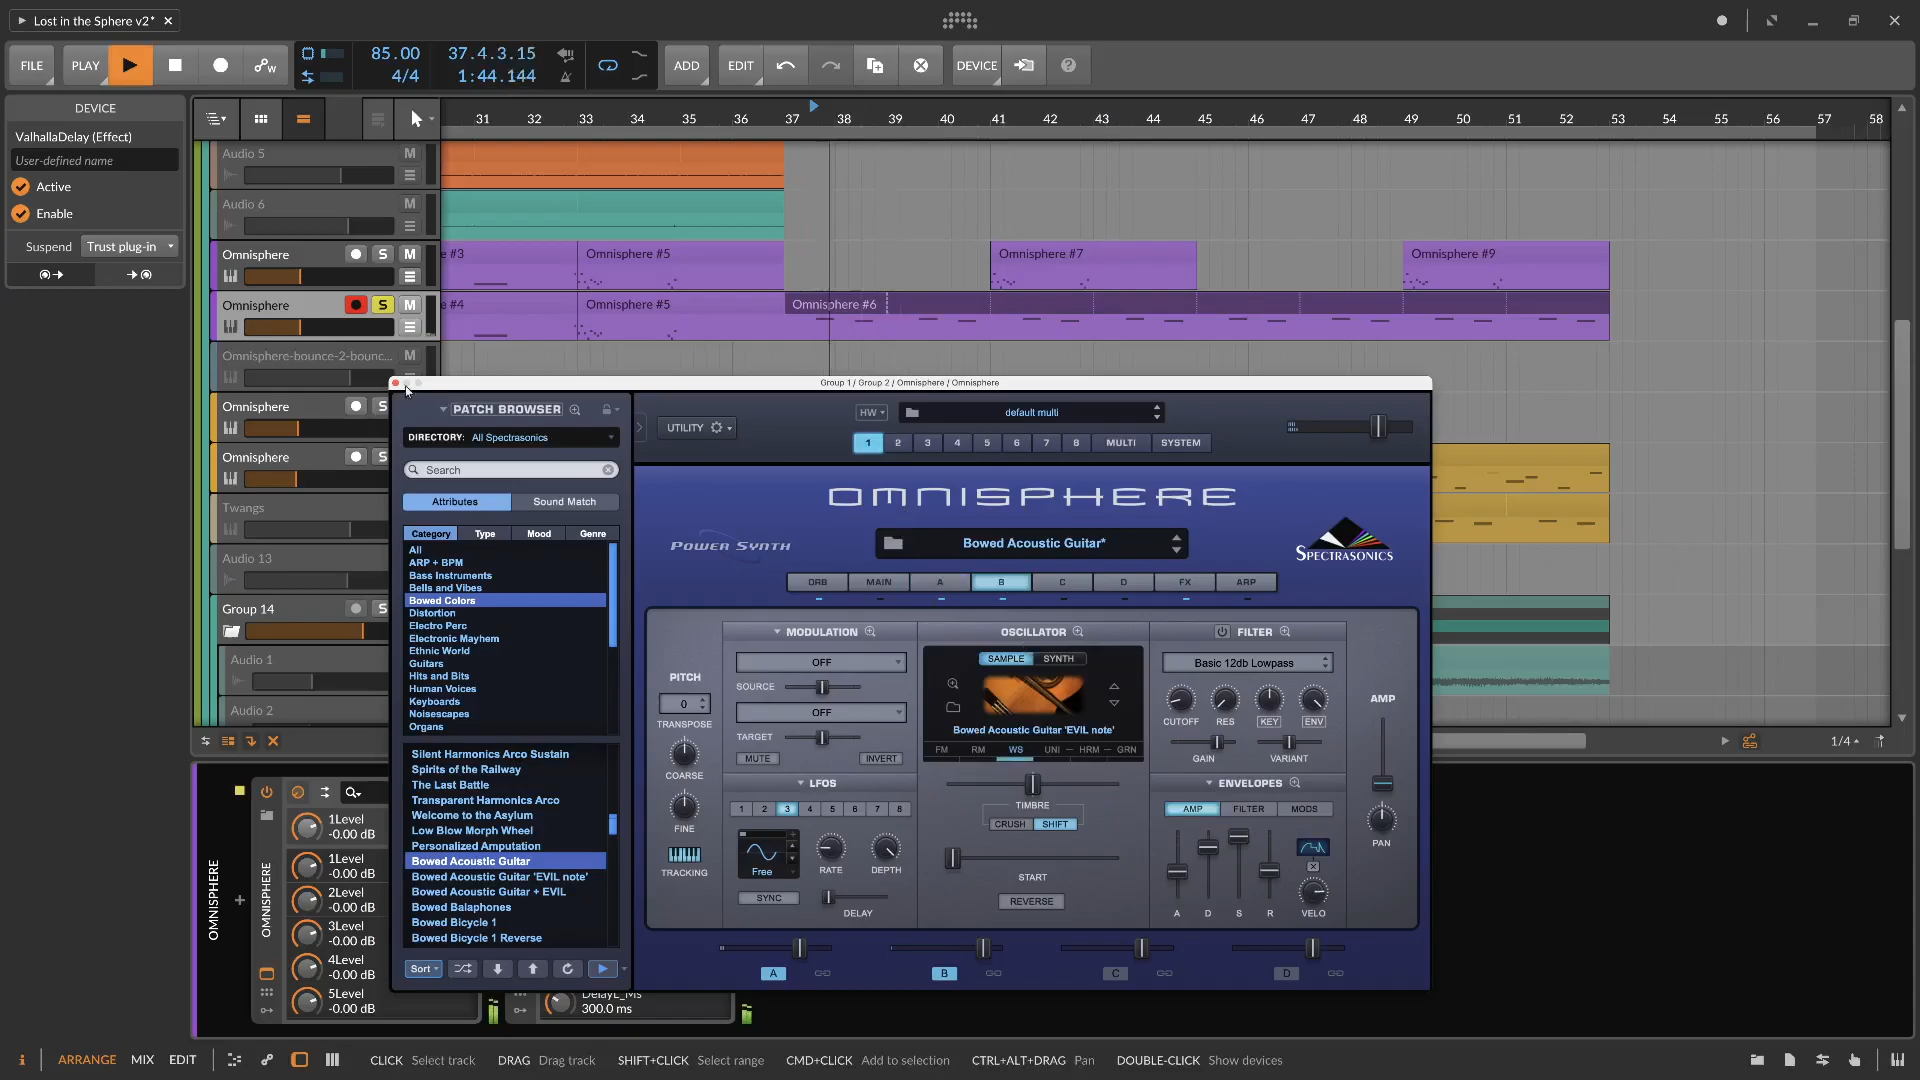 Lost in the Sphere v2*
FILE
PLAY
85.00
4/4
37.4.3.15
1:44.144
ADD
EDIT
DEVICE
DEVICE
ValhallaDelay (Effect)
User-defined name
Active
Enable
Suspend Trust plug-in
31 32 33 34 35 36 37 38 39 40 41 42 43 44 45 46 47 48 49 50 51 52 53 54 55 56 57 58
Audio 5 M
Audio 6 M
Omnisphere S M
#3
Omnisphere #5
Omnisphere #7
Omnisphere #9
Omnisphere S M
#4
Omnisphere #5
Omnisphere #6
Omnisphere-bounce-2-bounc... M
Omnisphere S
Omnisphere S
Twangs
Audio 13
Group 14 S
Audio 1
Audio 2
1/4
Group 1 / Group 2 / Omnisphere / Omnisphere
PATCH BROWSER
DIRECTORY: All Spectrasonics
Search
Attributes Sound Match
Category Type Mood Genre
All
ARP + BPM
Bass Instruments
Bells and Vibes
Bowed Colors
Distortion
Electro Perc
Electronic Mayhem
Ethnic World
Guitars
Hits and Bits
Human Voices
Keyboards
Noisescapes
Organs
Silent Harmonics Arco Sustain
Spirits of the Railway
The Last Battle
Transparent Harmonics Arco
Welcome to the Asylum
Low Blow Morph Wheel
Personalized Amputation
Bowed Acoustic Guitar
Bowed Acoustic Guitar 'EVIL note'
Bowed Acoustic Guitar + EVIL
Bowed Balaphones
Bowed Bicycle 1
Bowed Bicycle 1 Reverse
Sort
UTILITY
HW
default multi
1 2 3 4 5 6 7 8 MULTI SYSTEM
OMNISPHERE
POWER SYNTH
Bowed Acoustic Guitar*
SPECTRASONICS
ORB MAIN A B C D FX ARP
PITCH
0
TRANSPOSE
COARSE
FINE
TRACKING
MODULATION
OFF
SOURCE
OFF
TARGET
MUTE INVERT
LFOS
1 2 3 4 5 6 7 8
Free
RATE DEPTH
SYNC
DELAY
OSCILLATOR
SAMPLE SYNTH
Bowed Acoustic Guitar 'EVIL note'
FM RM WS UNI HRM GRN
TIMBRE
CRUSH SHIFT
START
REVERSE
FILTER
Basic 12db Lowpass
CUTOFF RES KEY ENV
GAIN VARIANT
ENVELOPES
AMP FILTER MODS
A D S R VELO
AMP
PAN
A B C D
OMNISPHERE
OMNISPHERE
1Level
-0.00 dB
1Level
-0.00 dB
2Level
-0.00 dB
3Level
-0.00 dB
4Level
-0.00 dB
5Level
-0.00 dB
DelayL_Ms
300.0 ms
ARRANGE MIX EDIT
CLICK Select track DRAG Drag track SHIFT+CLICK Select range CMD+CLICK Add to selection CTRL+ALT+DRAG Pan DOUBLE-CLICK Show devices